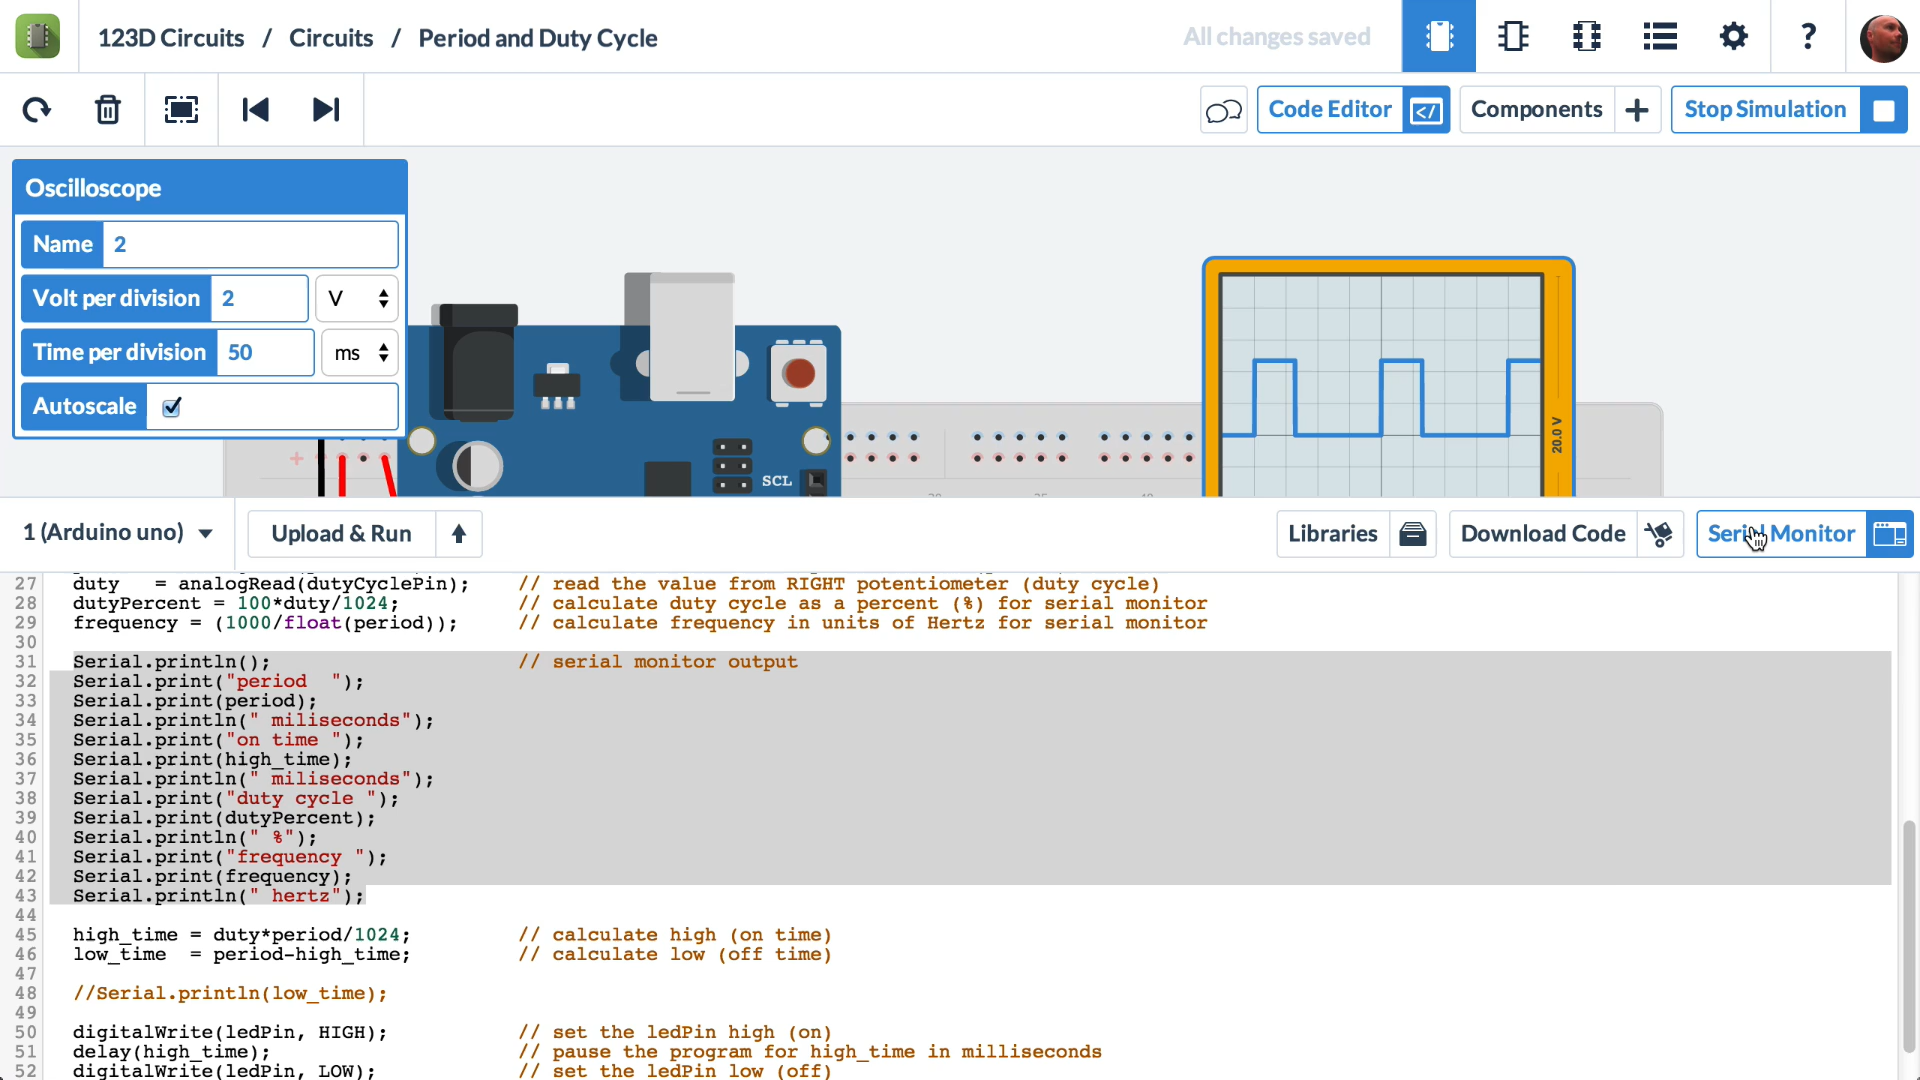 123D Circuits / Circuits / Period and Duty Cycle
All changes saved
?
Code Editor </>
Components +
Stop Simulation
Oscilloscope
Name 2
Volt per division 2 V
Time per division 50 ms
Autoscale
+
SCL
20.0 V
1 (Arduino uno)
Upload & Run
Libraries
Download Code
Serial Monitor
27 duty   = analogRead(dutyCyclePin);    // read the value from RIGHT potentiometer (duty cycle)
28 dutyPercent = 100*duty/1024;          // calculate duty cycle as a percent (%) for serial monitor
29 frequency = (1000/float(period));     // calculate frequency in units of Hertz for serial monitor
30
31 Serial.println();                     // serial monitor output
32 Serial.print("period  ");
33 Serial.print(period);
34 Serial.println(" miliseconds");
35 Serial.print("on time ");
36 Serial.print(high_time);
37 Serial.println(" miliseconds");
38 Serial.print("duty cycle ");
39 Serial.print(dutyPercent);
40 Serial.println(" %");
41 Serial.print("frequency ");
42 Serial.print(frequency);
43 Serial.println(" hertz");
44
45 high_time = duty*period/1024;         // calculate high (on time)
46 low_time  = period-high_time;         // calculate low (off time)
47
48 //Serial.println(low_time);
49
50 digitalWrite(ledPin, HIGH);           // set the ledPin high (on)
51 delay(high_time);                     // pause the program for high_time in milliseconds
52 digitalWrite(ledPin, LOW);            // set the ledPin low (off)